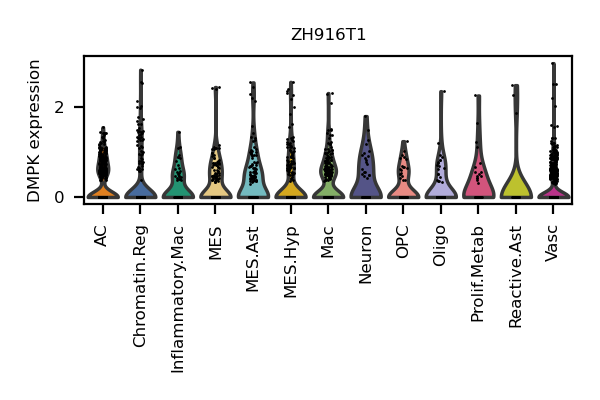 ZH916T1
DMPK expression
2
0
AC
Chromatin.Reg
Inflammatory.Mac
MES
MES.Ast
MES.Hyp
Mac
Neuron
OPC
Oligo
Prolif.Metab
Reactive.Ast
Vasc